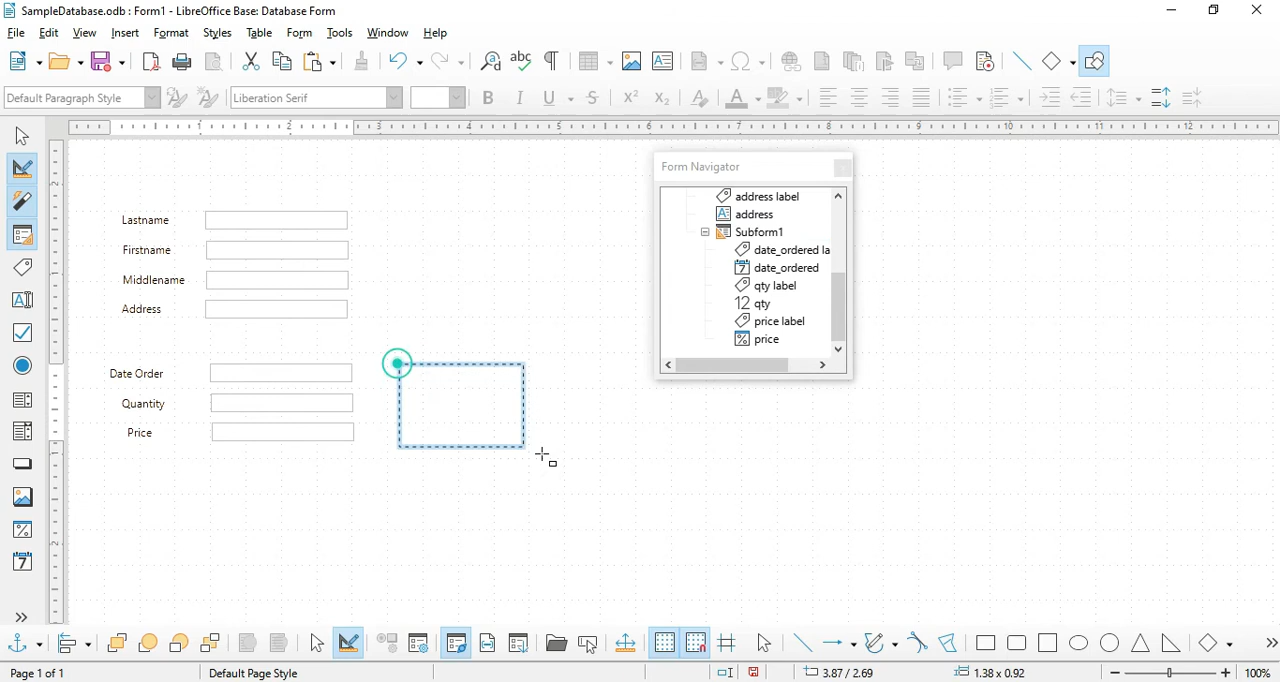 SampleDatabase.odb : Form1 - LibreOffice Base: Database Form
File Edit View Insert Format Styles Table Form Tools Window Help
Default Paragraph Style Liberation Serif
Form Navigator
address label
address
Subform1
date_ordered la
date_ordered
qty label
qty
price label
price
Lastname
Firstname
Middlename
Address
Date Order
Quantity
Price
Page 1 of 1 Default Page Style 3.87 / 2.69 1.38 x 0.92 100%